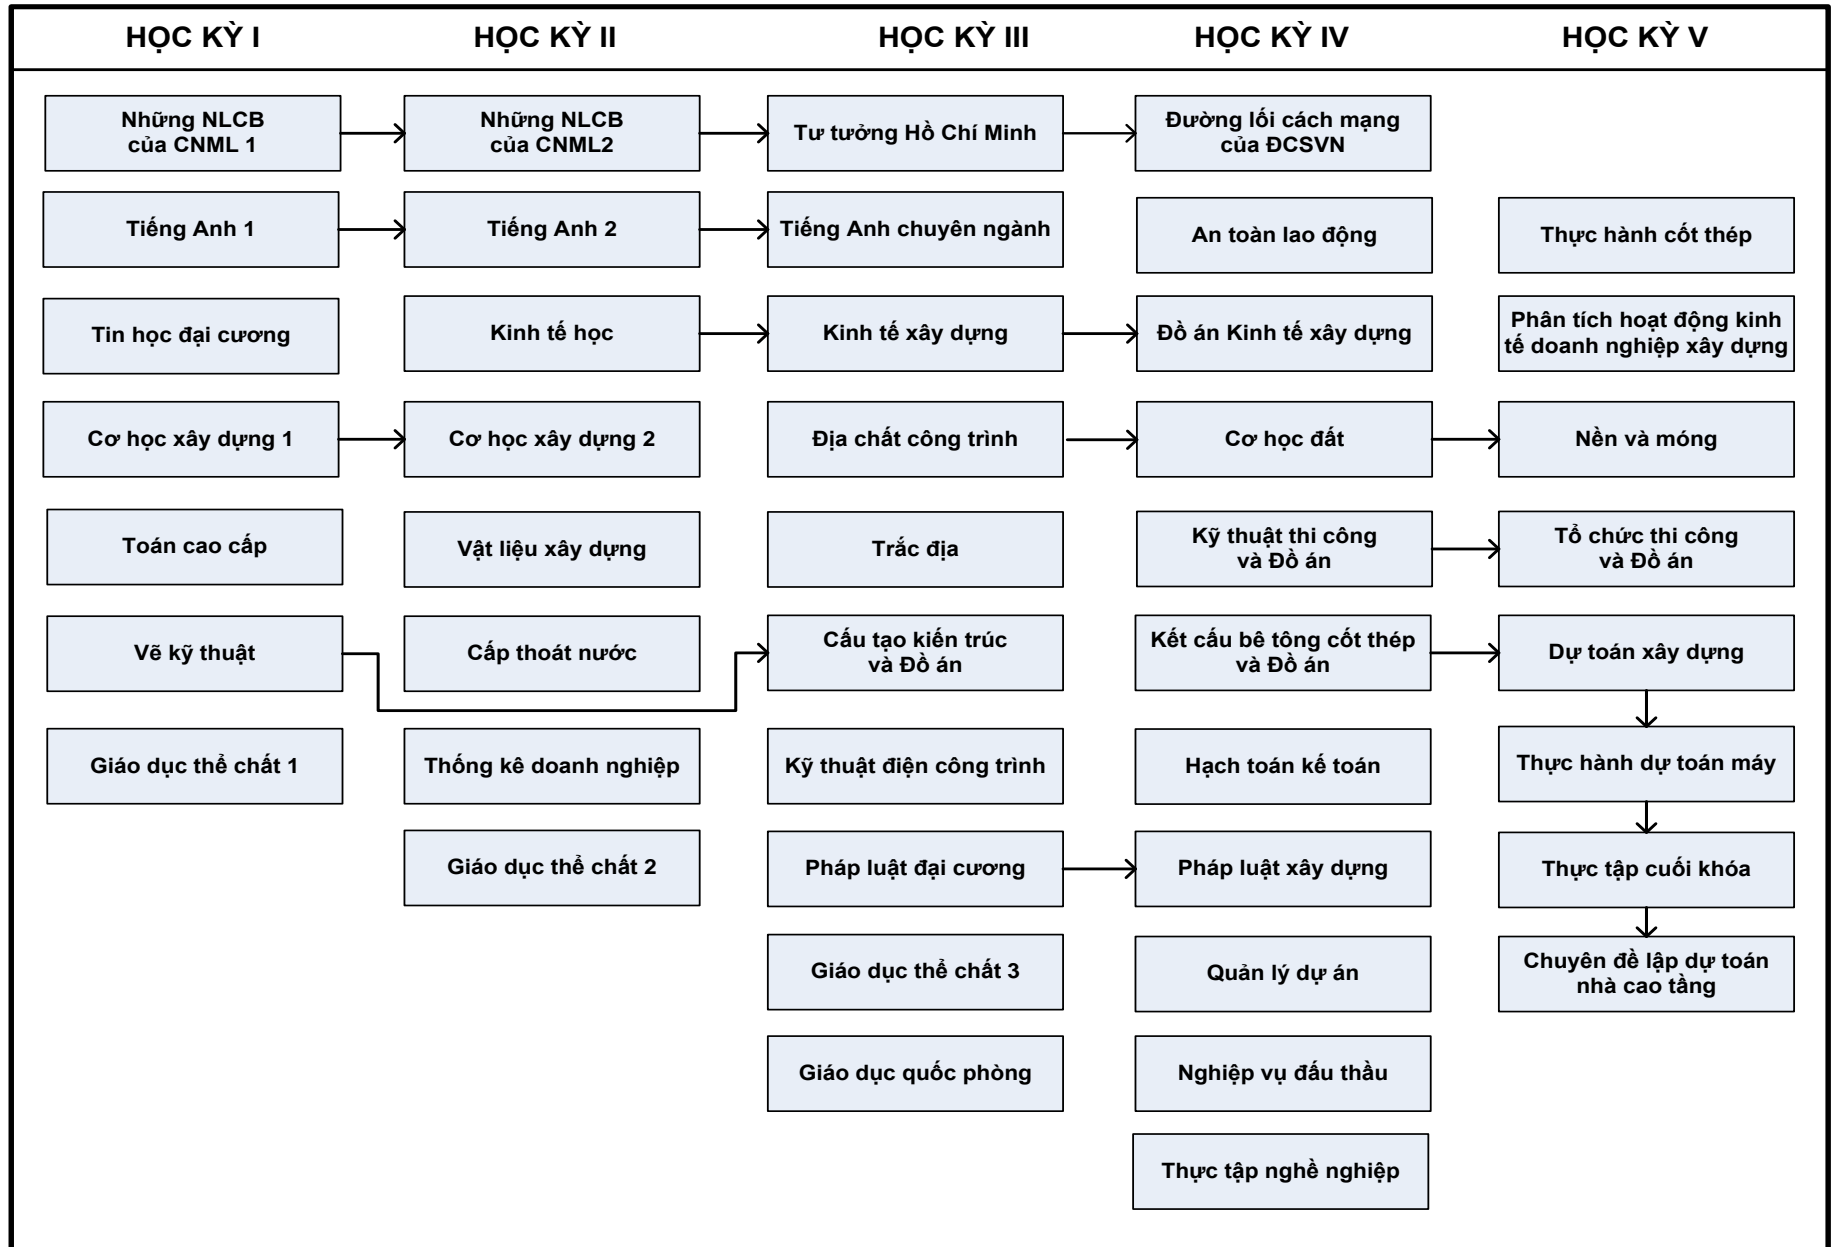 HỌC KỲ I
HỌC KỲ II
HỌC KỲ III
HỌC KỲ IV
HỌC KỲ V
Những NLCB
của CNML 1
Những NLCB
của CNML2
Tư tưởng Hồ Chí Minh
Đường lối cách mạng
của ĐCSVN
Tiếng Anh 1
Tiếng Anh 2
Tiếng Anh chuyên ngành
An toàn lao động
Thực hành cốt thép
Tin học đại cương
Kinh tế học
Kinh tế xây dựng
Đồ án Kinh tế xây dựng
Phân tích hoạt động kinh
tế doanh nghiệp xây dựng
Cơ học xây dựng 1
Cơ học xây dựng 2
Địa chất công trình
Cơ học đất
Nền và móng
Toán cao cấp
Vật liệu xây dựng
Trắc địa
Kỹ thuật thi công
và Đồ án
Tổ chức thi công
và Đồ án
Vẽ kỹ thuật
Cấp thoát nước
Cấu tạo kiến trúc
và Đồ án
Kết cấu bê tông cốt thép
và Đồ án
Dự toán xây dựng
Giáo dục thể chất 1
Thống kê doanh nghiệp
Kỹ thuật điện công trình
Hạch toán kế toán
Thực hành dự toán máy
Giáo dục thể chất 2
Pháp luật đại cương
Pháp luật xây dựng
Thực tập cuối khóa
Giáo dục thể chất 3
Quản lý dự án
Chuyên đề lập dự toán
nhà cao tầng
Giáo dục quốc phòng
Nghiệp vụ đấu thầu
Thực tập nghề nghiệp